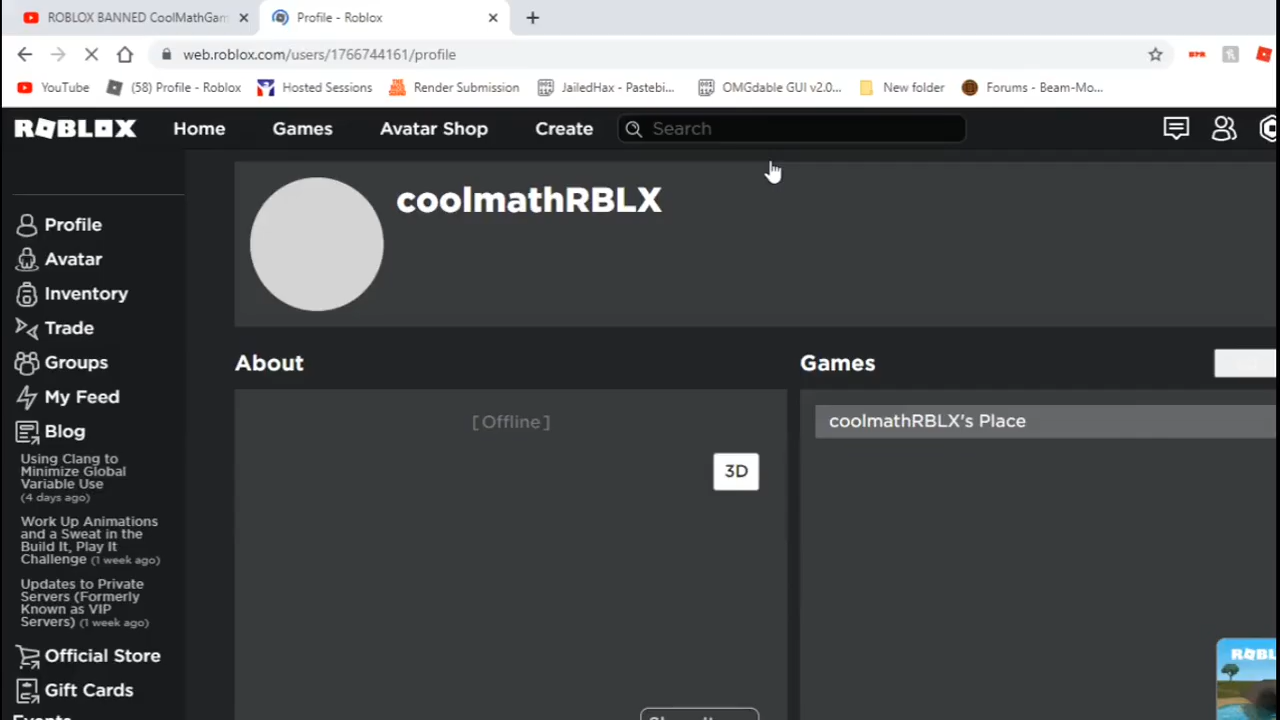 ROBLOX BANNED CoolMathGam
Profile - Roblox
web.roblox.com/users/1766744161/profile
YouTube
(58) Profile - Roblox
Hosted Sessions
Render Submission
JailedHax - Pastebi...
OMGdable GUI v2.0...
New folder
Forums - Beam-Mo...
ROBLOX
Home
Games
Avatar Shop
Create
Search
coolmathRBLX
Profile
Avatar
Inventory
Trade
Groups
My Feed
Blog
Using Clang to
Minimize Global
Variable Use
(4 days ago)
Work Up Animations
and a Sweat in the
Build It, Play It
Challenge (1 week ago)
Updates to Private
Servers (Formerly
Known as VIP
Servers) (1 week ago)
Official Store
Gift Cards
Events
About
[ Offline ]
3D
Games
coolmathRBLX's Place
ROBL